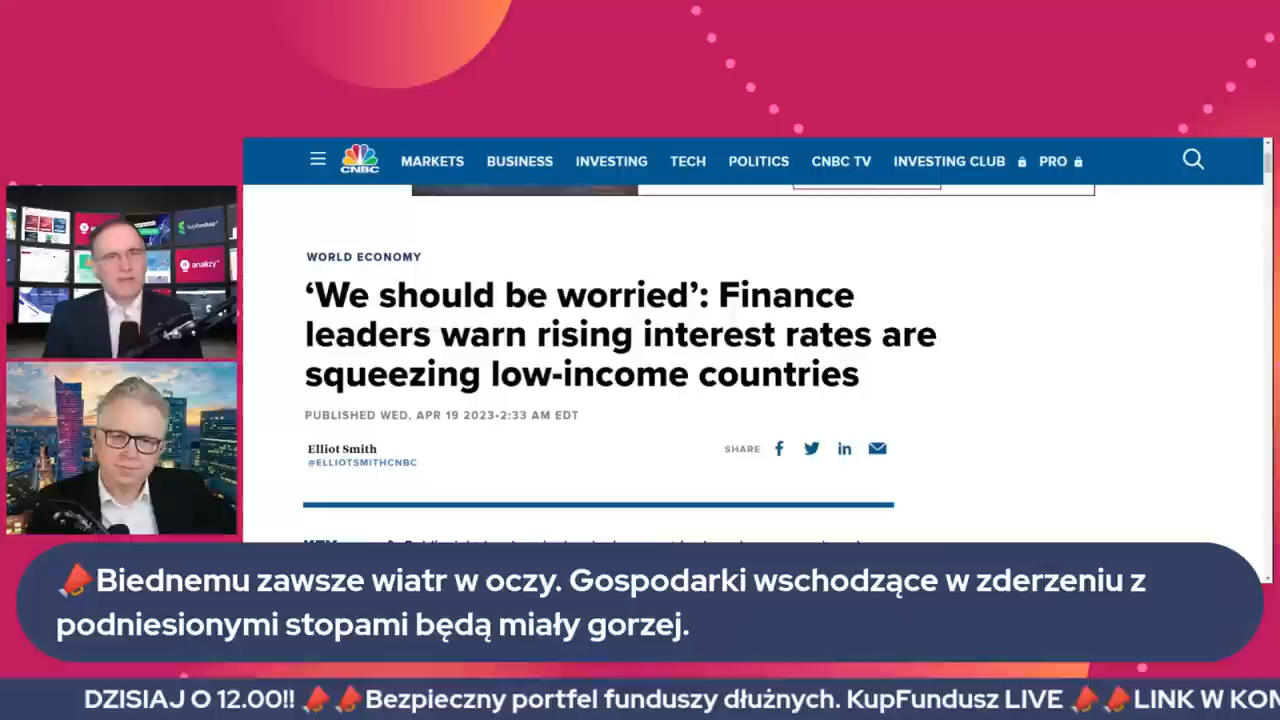 CNBC
MARKETS BUSINESS INVESTING TECH POLITICS CNBC TV INVESTING CLUB PRO
kupfundusz
analizy
WORLD ECONOMY
‘We should be worried’: Finance
leaders warn rising interest rates are
squeezing low-income countries
PUBLISHED WED, APR 19 2023•2:33 AM EDT
Elliot Smith
@ELLIOTSMITHCNBC
SHARE
📣Biednemu zawsze wiatr w oczy. Gospodarki wschodzące w zderzeniu z
podniesionymi stopami będą miały gorzej.
DZISIAJ O 12.00!! 📣📣Bezpieczny portfel funduszy dłużnych. KupFundusz LIVE 📣📣LINK W